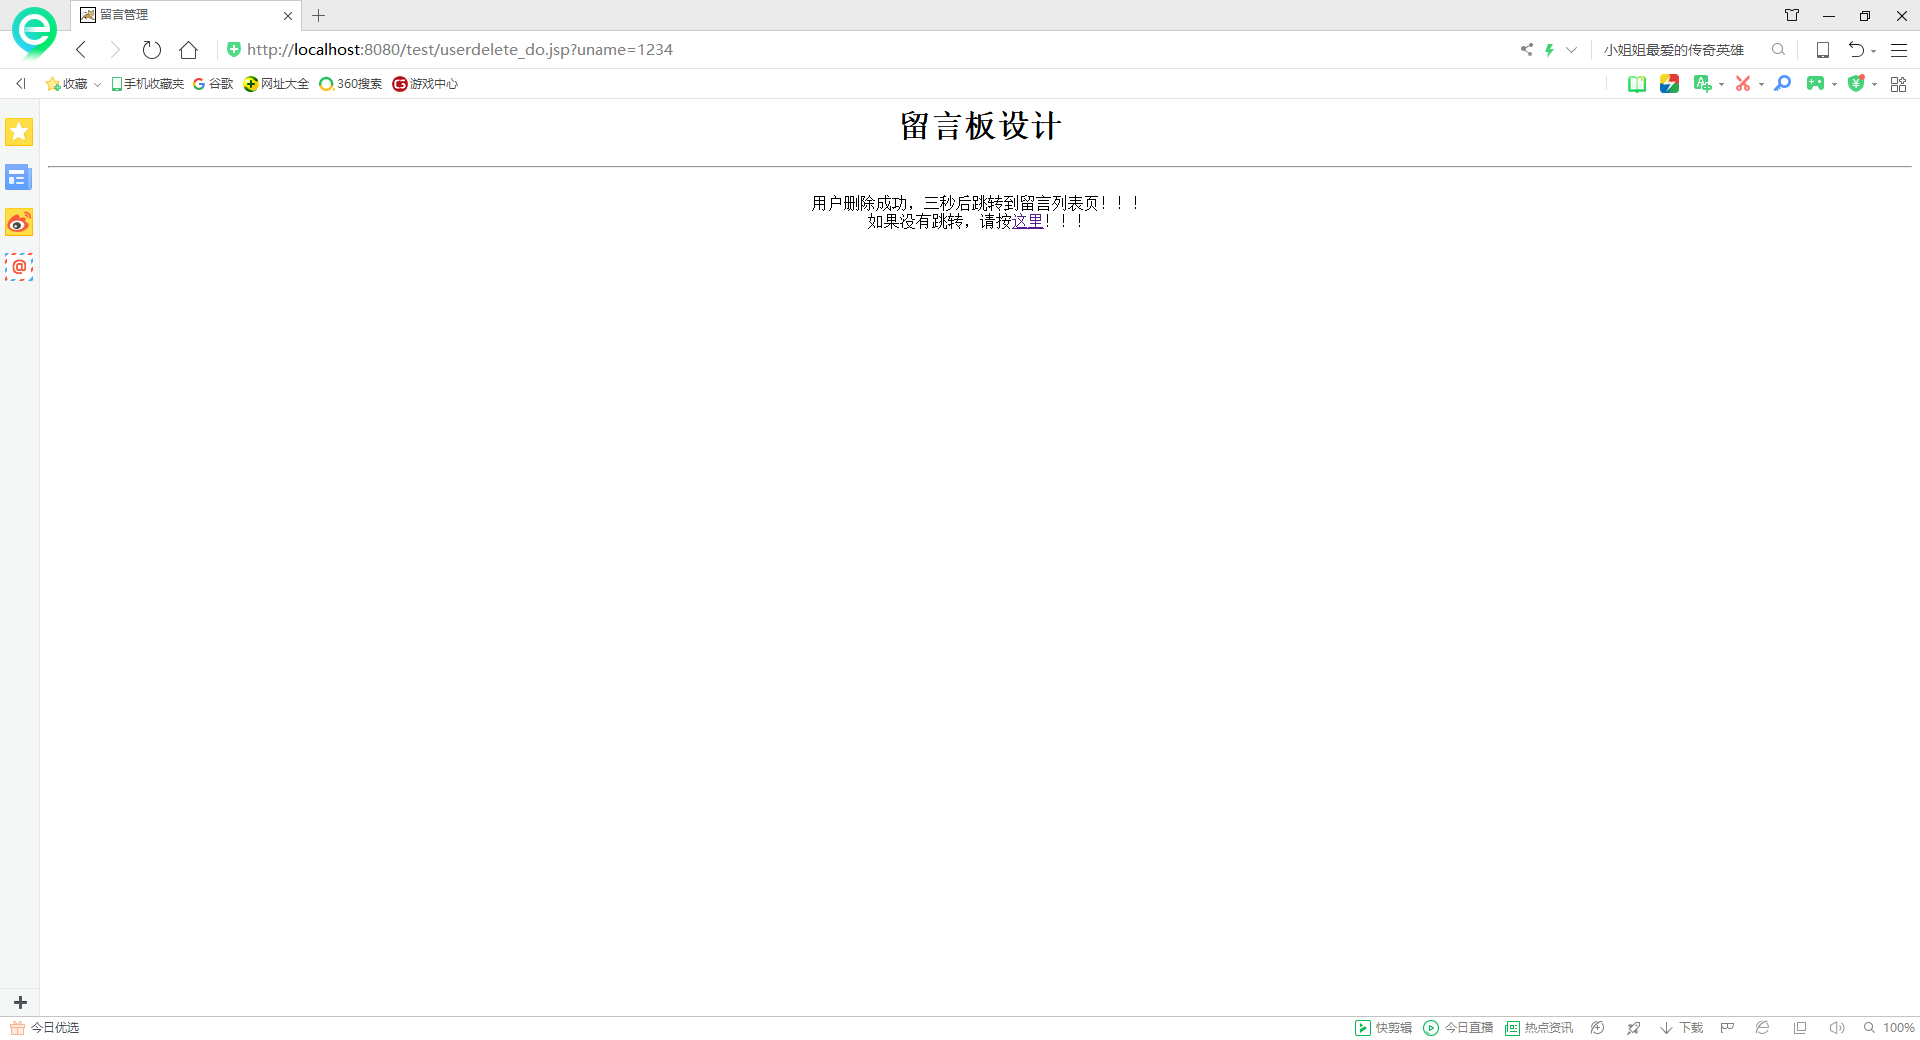 留言管理
http://localhost:8080/test/userdelete_do.jsp?uname=1234
小姐姐最爱的传奇英雄
收藏 手机收藏夹 谷歌 网址大全 360搜索 游戏中心
留言板设计
用户删除成功，三秒后跳转到留言列表页！！！
如果没有跳转，请按这里！！！
今日优选
快剪辑 今日直播 热点资讯 下载 100%